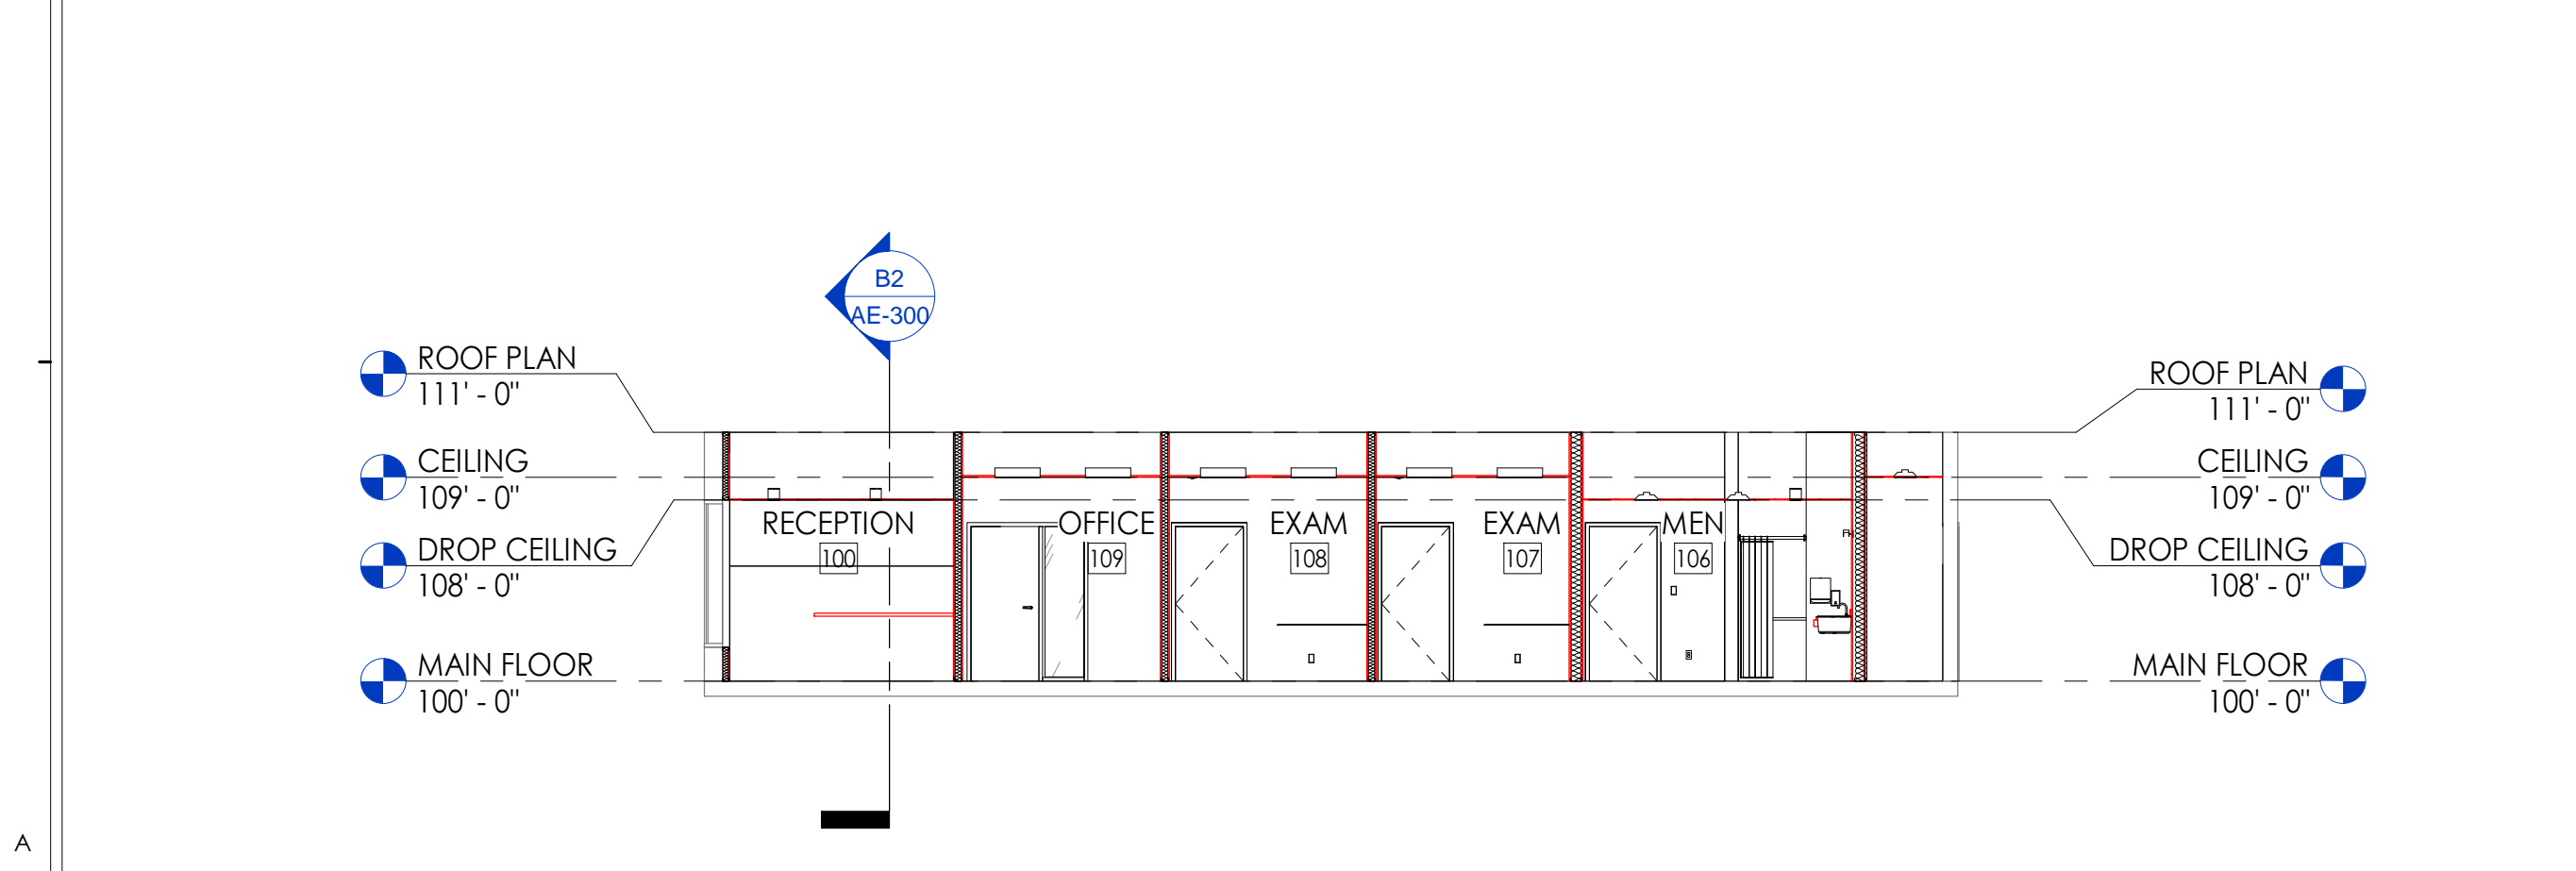 B2
AE-300
ROOF PLAN
111' - 0"
CEILING
109' - 0"
DROP CEILING
108' - 0"
MAIN FLOOR
100' - 0"
RECEPTION
100
OFFICE
109
EXAM
108
EXAM
107
MEN
106
ROOF PLAN
111' - 0"
CEILING
109' - 0"
DROP CEILING
108' - 0"
MAIN FLOOR
100' - 0"
A